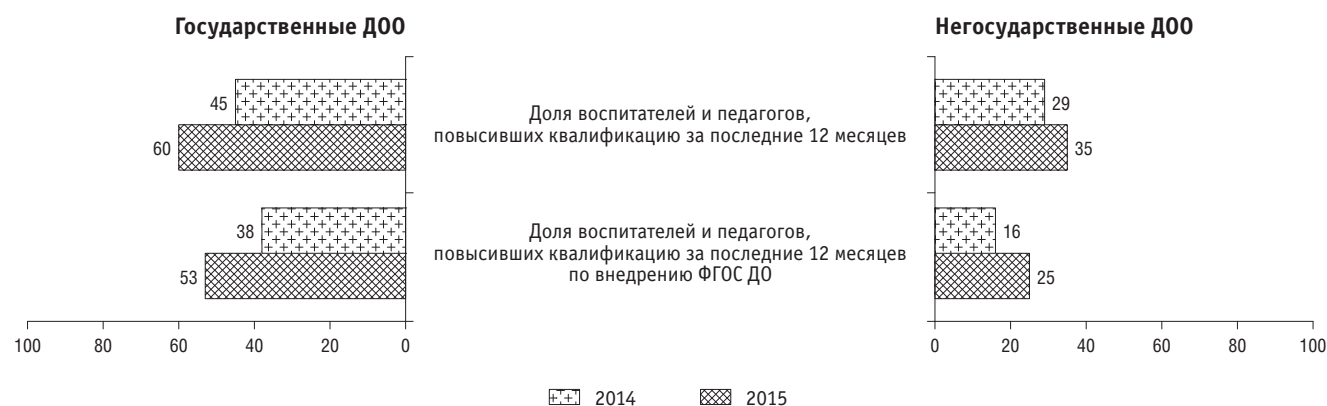 Государственные ДОО
Негосударственные ДОО
45
Доля воспитателей и педагогов,
повысивших квалификацию за последние 12 месяцев
29
60
35
38
Доля воспитателей и педагогов,
повысивших квалификацию за последние 12 месяцев
по внедрению ФГОС ДО
16
53
25
100 80 60 40 20 0
0 20 40 60 80 100
2014 2015